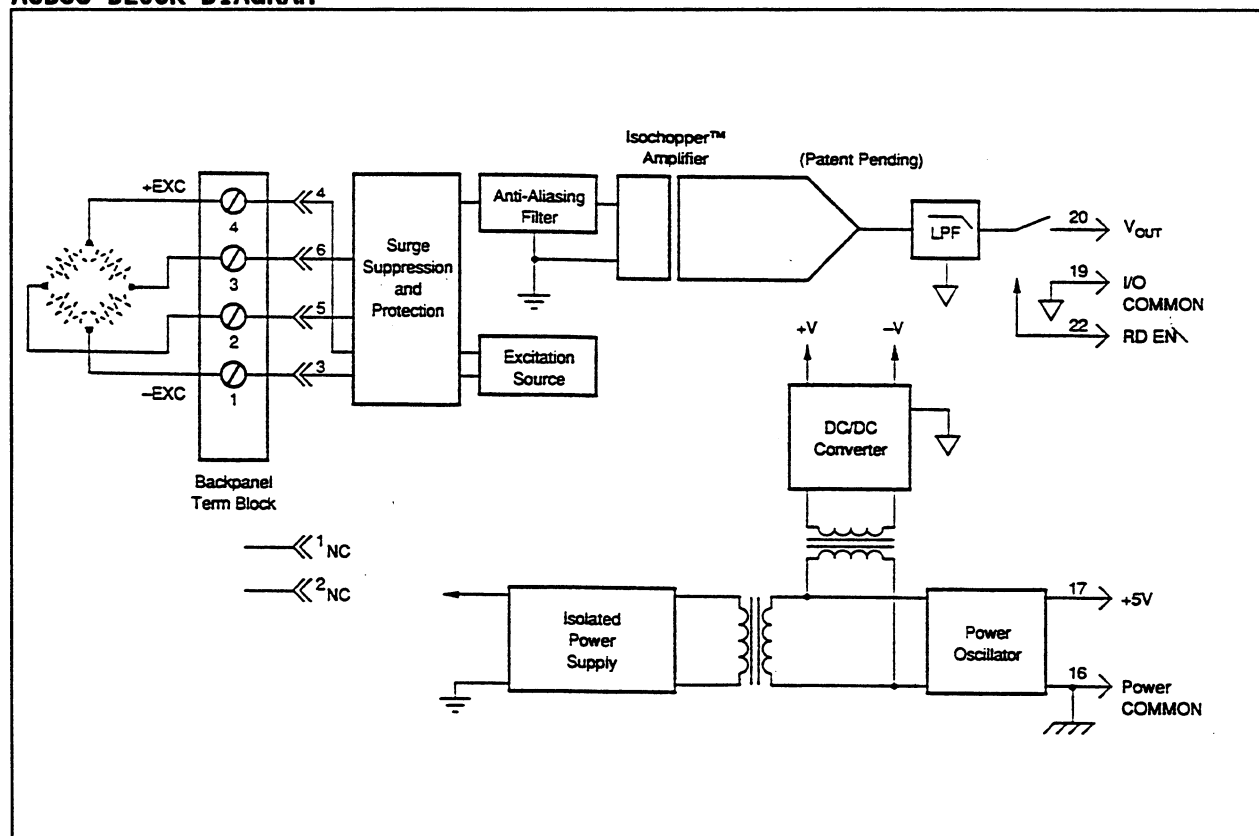 Isochopper™
Amplifier
(Patent Pending)
+EXC
4
4
Anti-Aliasing
Filter
LPF
20
VOUT
6
3
Surge
Suppression
and
Protection
19
I/O
COMMON
5
2
+V
–V
22
RD EN\
3
Excitation
Source
–EXC
1
DC/DC
Converter
Backpanel
Term Block
1
NC
2
NC
Isolated
Power
Supply
17
+5V
Power
Oscillator
16
Power
COMMON